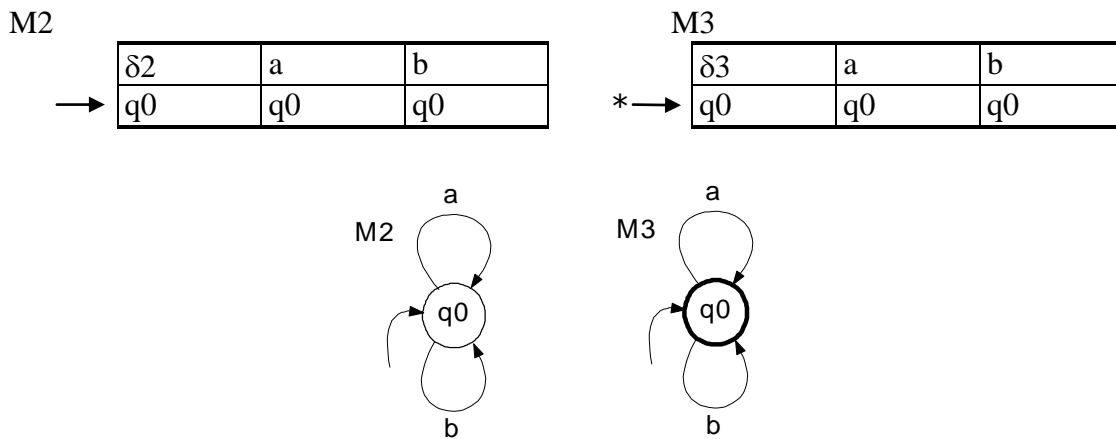 M2 M3
δ2 a b δ3 a b
q0 q0 q0 * q0 q0 q0
a a
M2 M3
q0 q0
b b